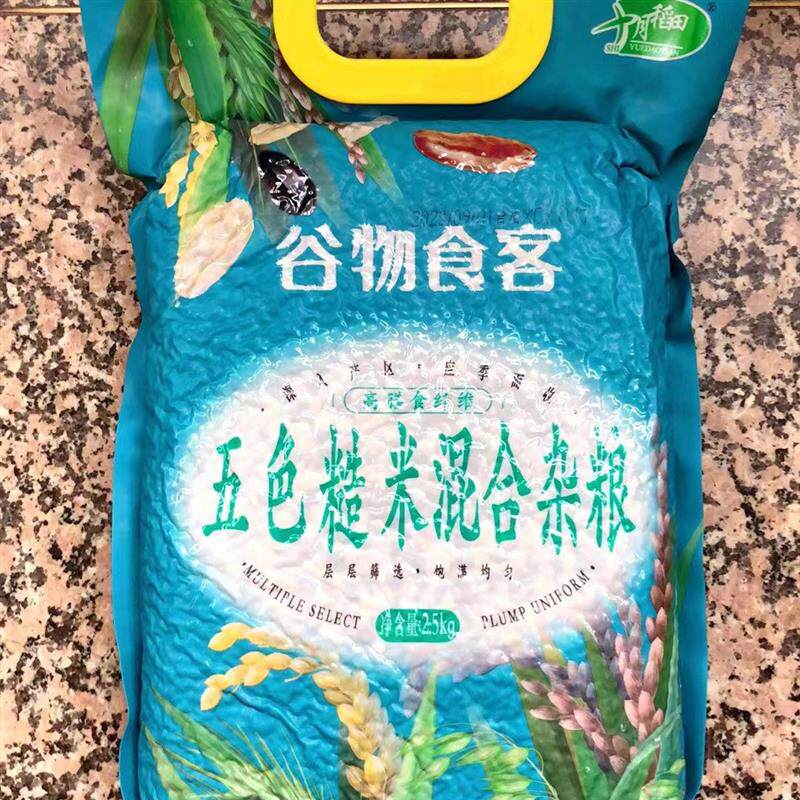 十月稻田
谷物食客
高膳食纤维
五色糙米混合杂粮
层层筛选，饱满均匀
·MULTIPLE SELECT
PLUMP UNIFORM·
净含量:2.5kg